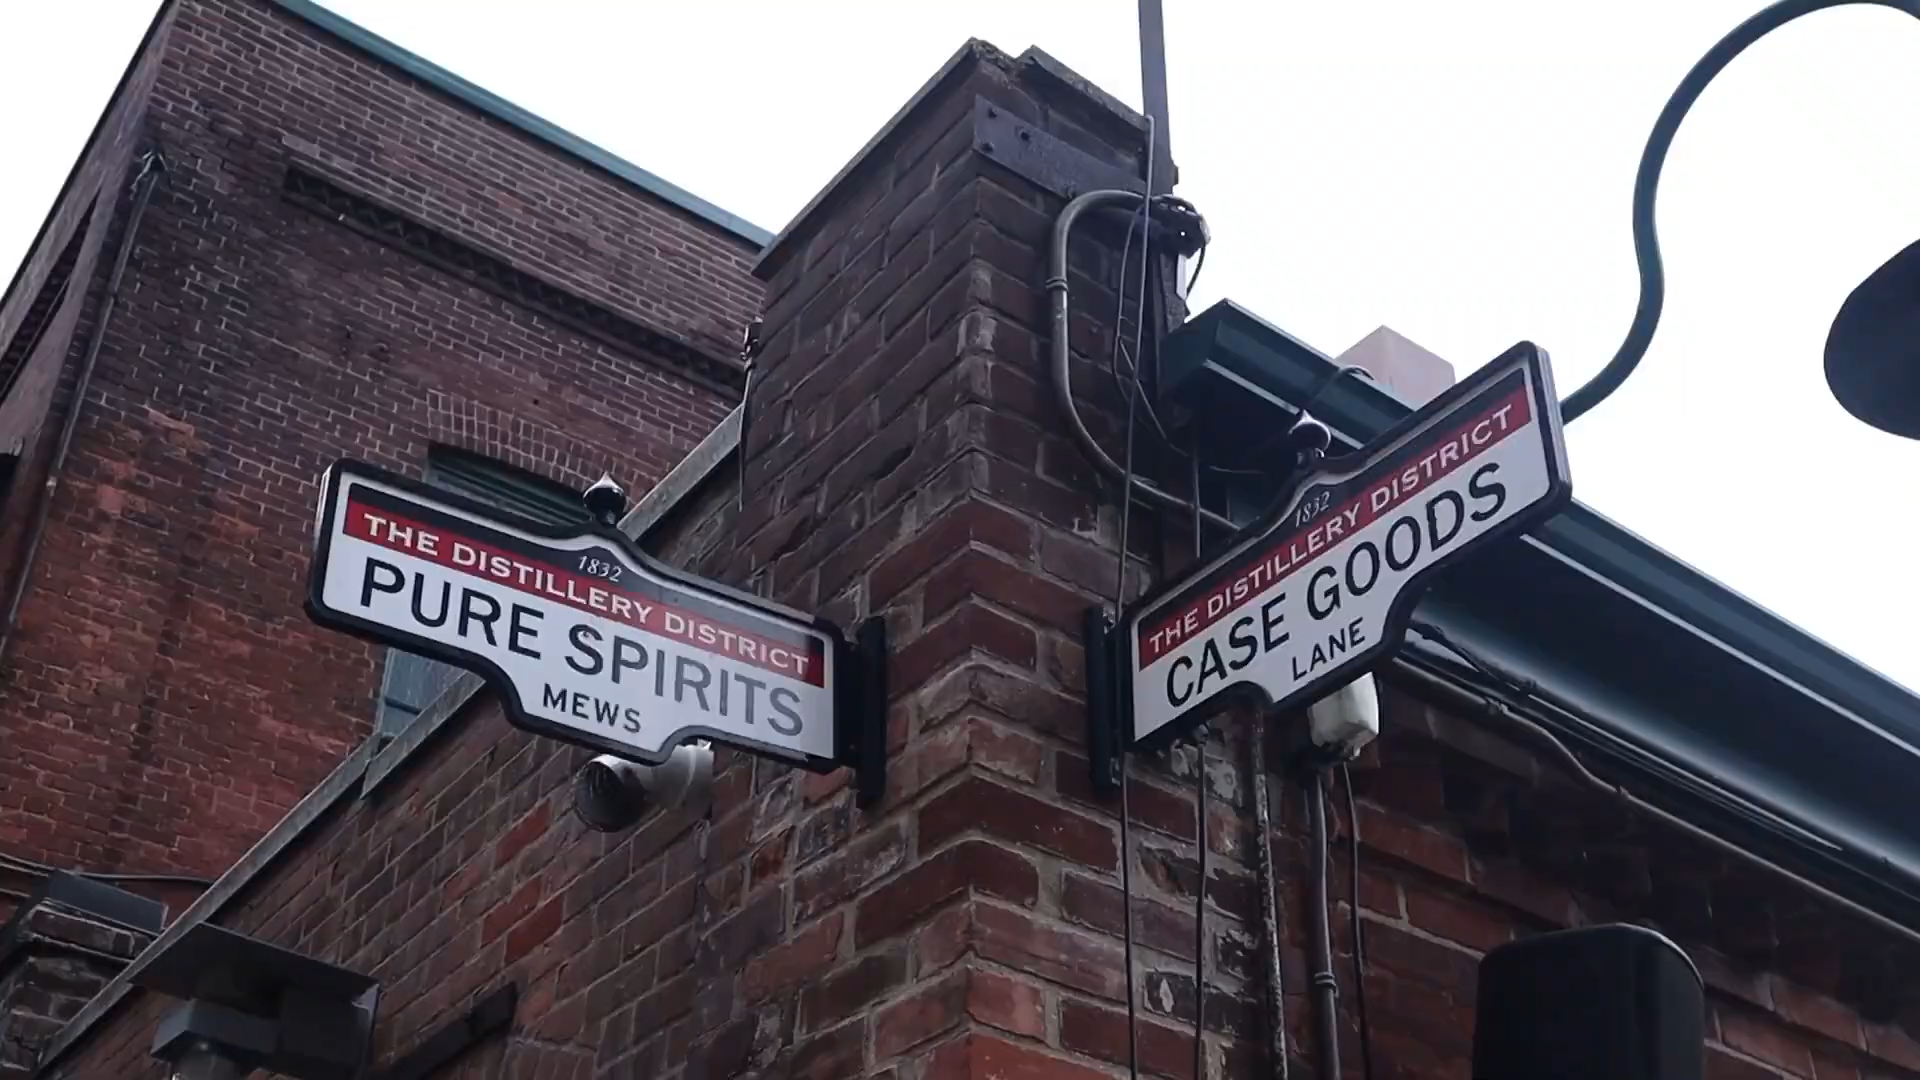 1832
THE DISTILLERY DISTRICT
PURE SPIRITS
MEWS
1832
THE DISTILLERY DISTRICT
CASE GOODS
LANE